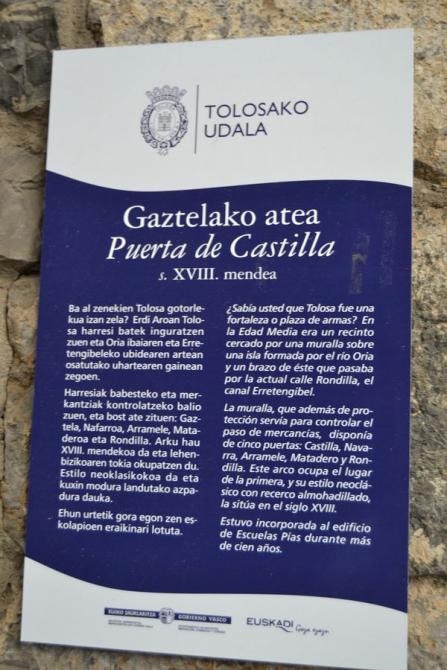 TOLOSAKO
UDALA
Gaztelako atea
Puerta de Castilla
s. XVIII. mendea
Ba al zenekien Tolosa gotorle-
kua izan zela? Erdi Aroan Tolo-
sa harresi batek inguratzen
zuen eta Oria ibaiaren eta Erre-
tengibeleko ubidearen artean
osatutako uhartearen gainean
zegoen.
Harresiak babesteko eta mer-
kantziak kontrolatzeko balio
zuen, eta bost ate zituen: Gaz-
tela, Nafarroa, Arramele, Mata-
deroa eta Rondilla. Arku hau
XVIII. mendekoa da eta lehen-
bizikoaren tokia okupatzen du.
Estilo neoklasikokoa da eta
kuxin modura landutako azpa-
dura dauka.
Ehun urtetik gora egon zen es-
kolapioen eraikinari lotuta.
¿Sabía usted que Tolosa fue una
fortaleza o plaza de armas? En
la Edad Media era un recinto
cercado por una muralla sobre
una isla formada por el río Oria
y un brazo de éste que pasaba
por la actual calle Rondilla, el
canal Erretengibel.
La muralla, que además de pro-
tección servía para controlar el
paso de mercancías, disponía
de cinco puertas: Castilla, Nava-
rra, Arramele, Matadero y Ron-
dilla. Este arco ocupa el lugar
de la primera, y su estilo neoclá-
sico con recerco almohadillado,
la sitúa en el siglo XVIII.
Estuvo incorporada al edificio
de Escuelas Pías durante más
de cien años.
EUSKO JAURLARITZA
GOBIERNO VASCO
EUSKADI